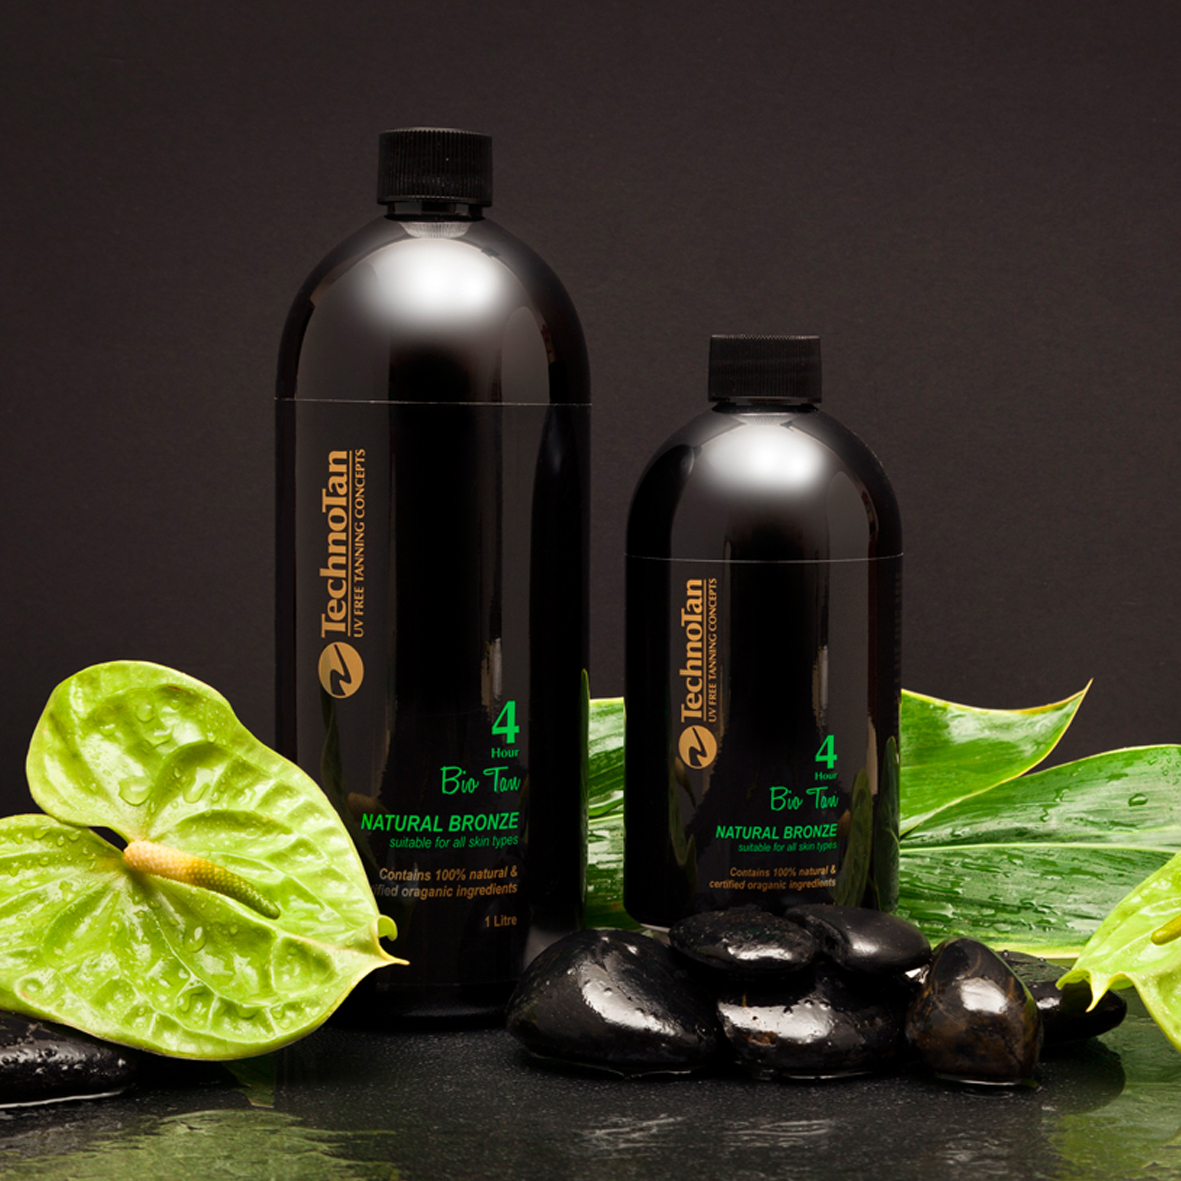 TechnoTan
UV FREE TANNING CONCEPTS
4
Hour
Bio Tan
NATURAL BRONZE
suitable for all skin types
Contains 100% natural &
ified oraganic ingredients
1 Litre
TechnoTan
UV FREE TANNING CONCEPTS
4
Hour
Bio Tan
NATURAL BRONZE
suitable for all skin types
Contains 100% natural &
certified oraganic ingredients